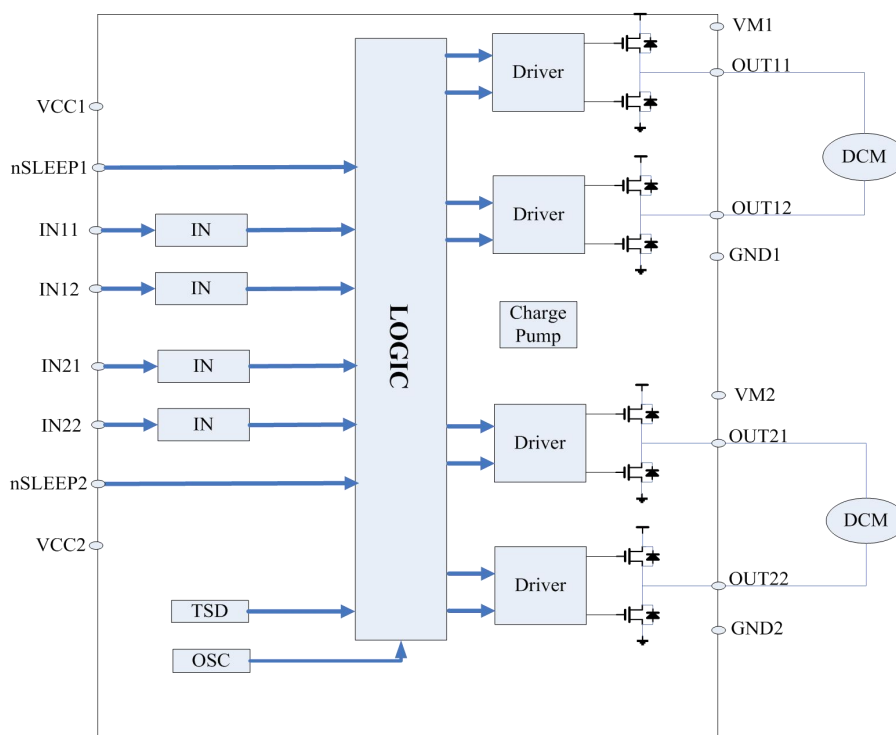 VM1
Driver
OUT11
VCC1
DCM
nSLEEP1
Driver
OUT12
IN11
IN
GND1
IN12
IN
LOGIC
Charge
Pump
IN21
IN
VM2
IN22
IN
Driver
OUT21
nSLEEP2
DCM
VCC2
Driver
OUT22
TSD
GND2
OSC